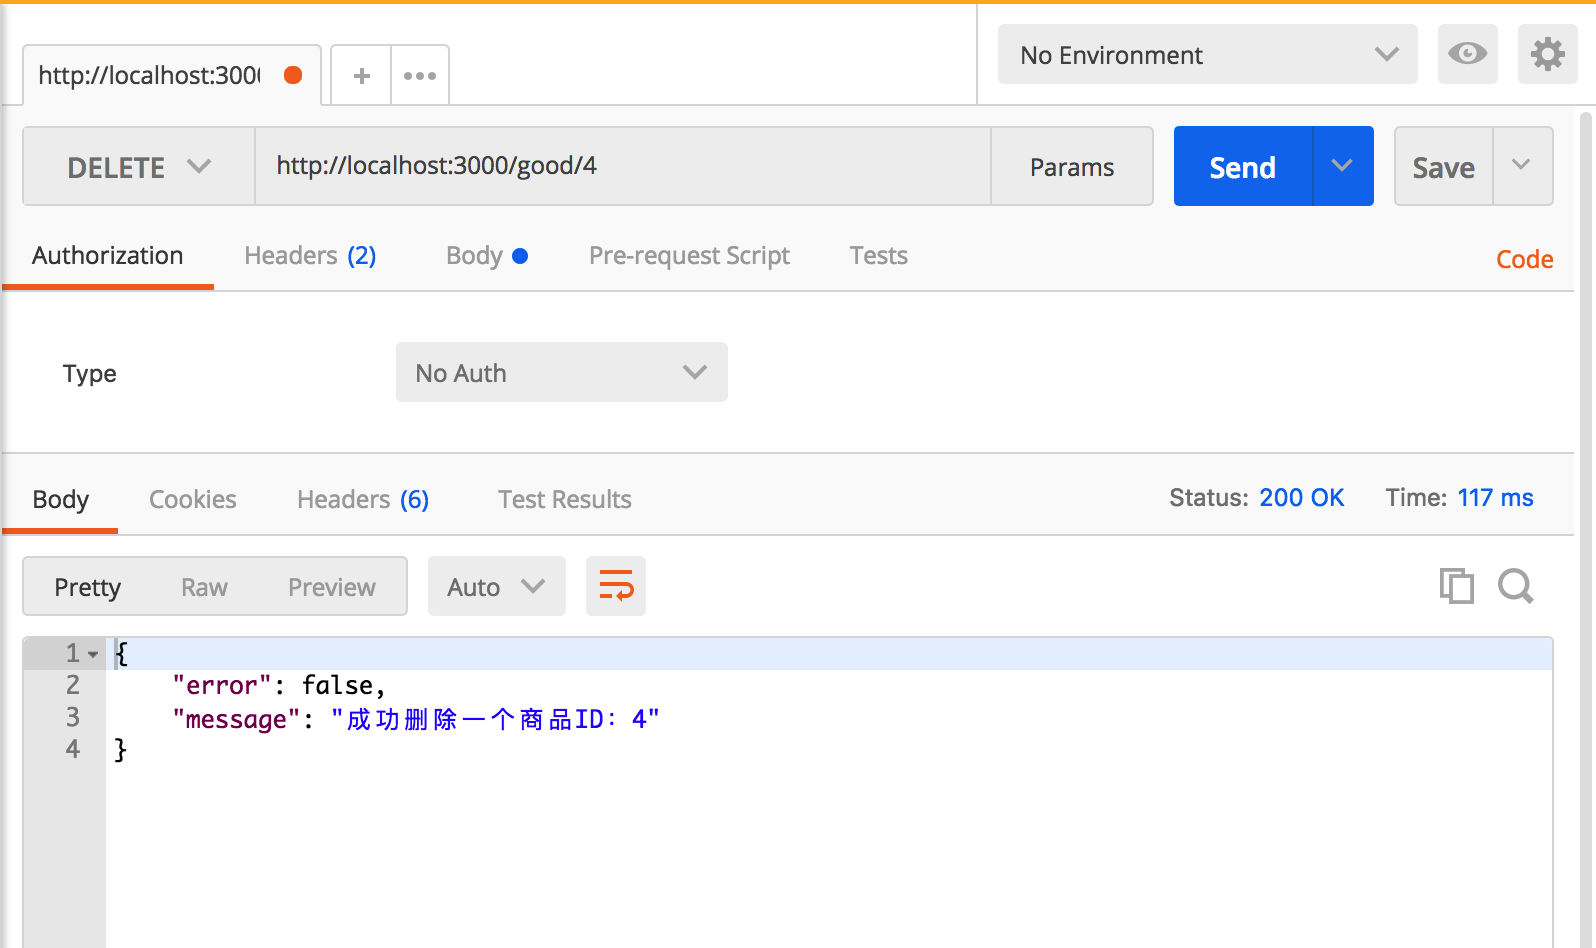 http://localhost:300
+
No Environment
DELETE
http://localhost:3000/good/4
Params
Send
Save
Authorization
Headers (2)
Body
Pre-request Script
Tests
Code
Type
No Auth
Body
Cookies
Headers (6)
Test Results
Status: 200 OK
Time: 117 ms
Pretty
Raw
Preview
Auto
1 {
2 "error": false,
3 "message": "成功删除一个商品ID：4"
4 }